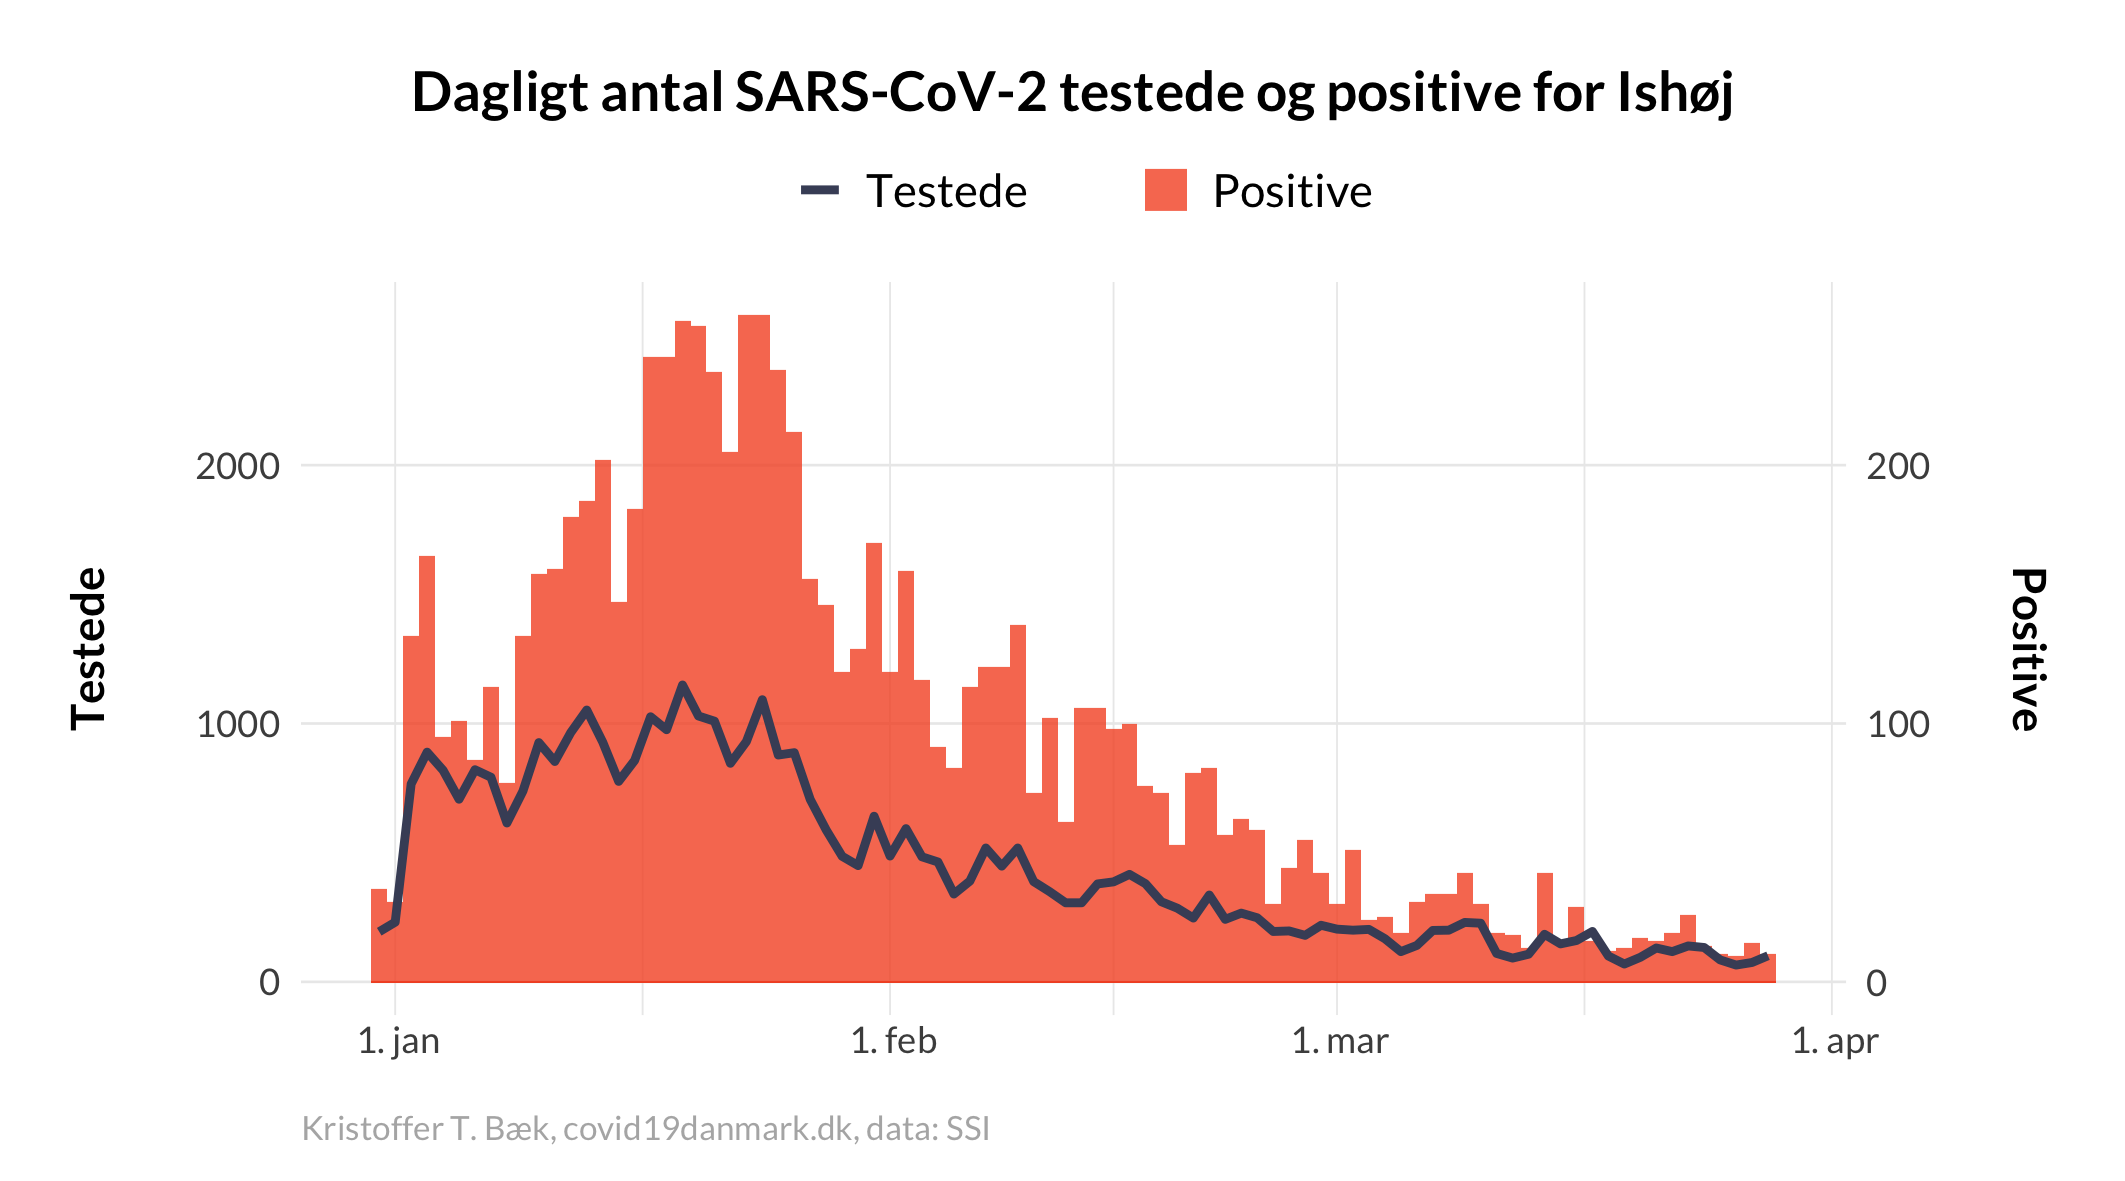 Dagligt antal SARS-CoV-2 testede og positive for Ishøj
Testede Positive
Testede
Positive
2000
1000
0
200
100
0
1. jan 1. feb 1. mar 1. apr
Kristoffer T. Bæk, covid19danmark.dk, data: SSI